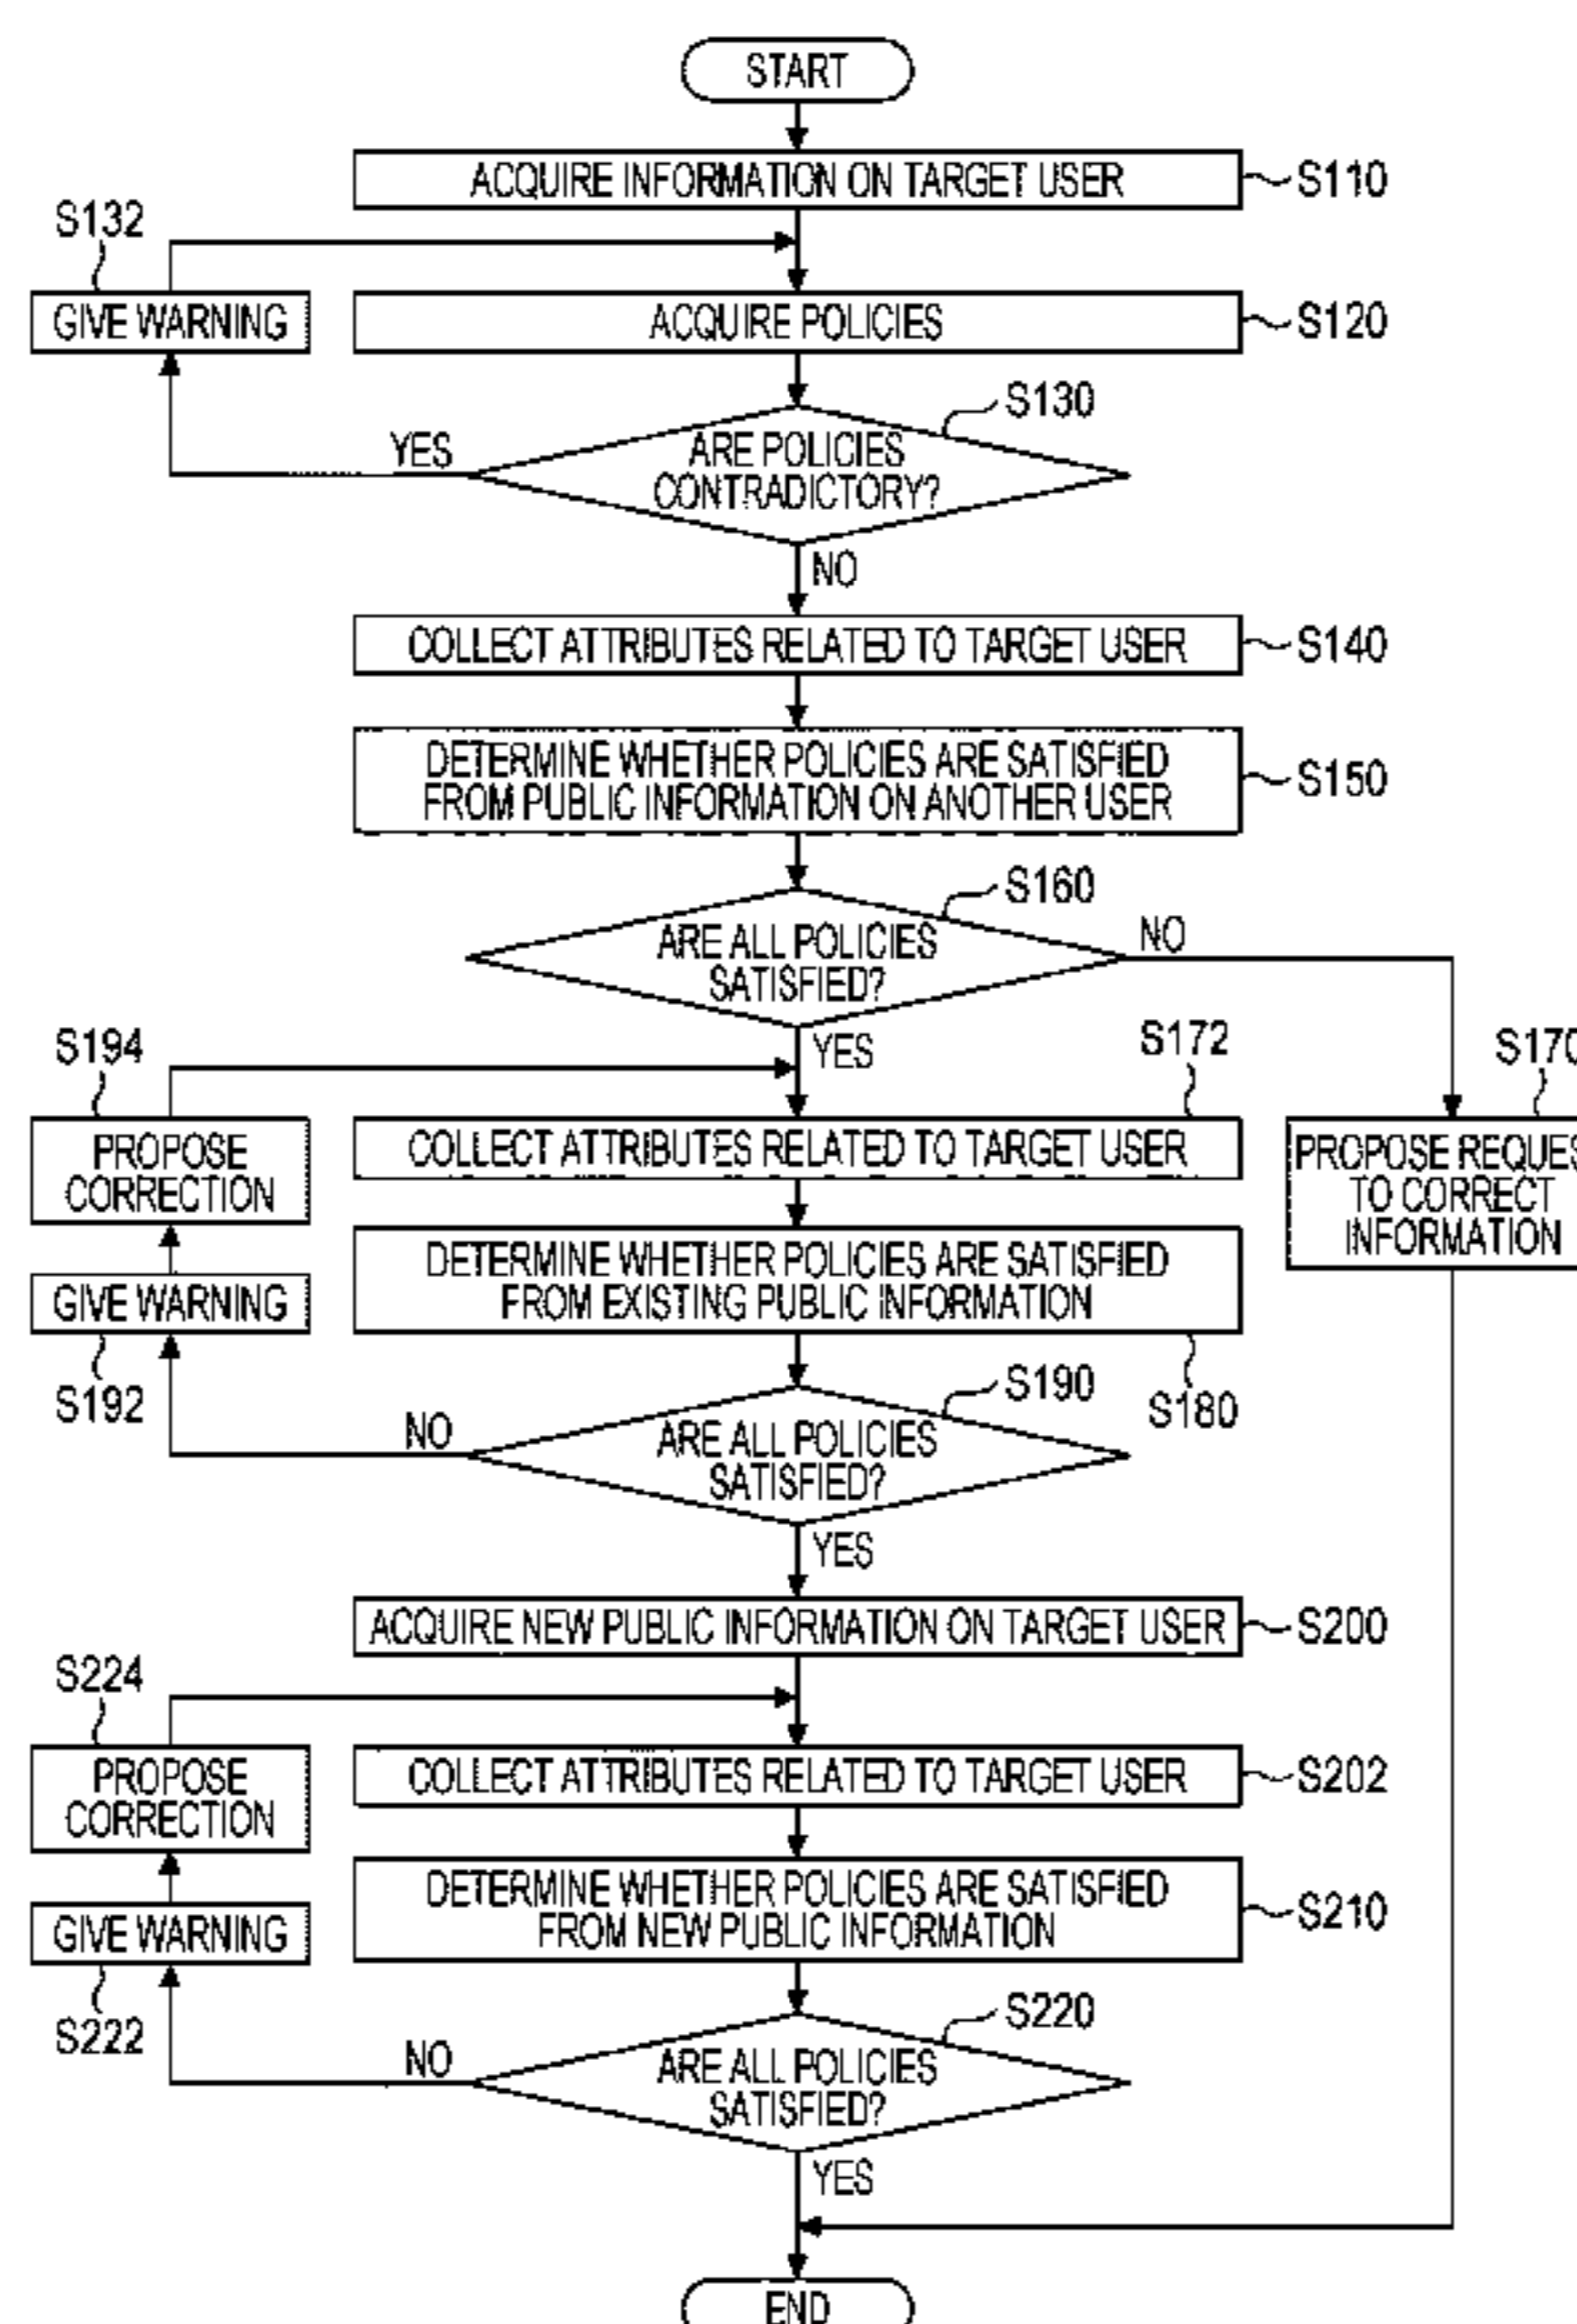 START
ACQUIRE INFORMATION ON TARGET USER
S110
S132
GIVE WARNING
ACQUIRE POLICIES
S120
S130
YES
ARE POLICIES
CONTRADICTORY?
NO
COLLECT ATTRIBUTES RELATED TO TARGET USER
S140
DETERMINE WHETHER POLICIES ARE SATISFIED
FROM PUBLIC INFORMATION ON ANOTHER USER
S150
S160
ARE ALL POLICIES
SATISFIED?
NO
YES
S194
S172
S170
PROPOSE
CORRECTION
COLLECT ATTRIBUTES RELATED TO TARGET USER
PROPOSE REQUES
TO CORRECT
INFORMATION
DETERMINE WHETHER POLICIES ARE SATISFIED
FROM EXISTING PUBLIC INFORMATION
GIVE WARNING
S192
S190
S180
NO
ARE ALL POLICIES
SATISFIED?
YES
ACQUIRE NEW PUBLIC INFORMATION ON TARGET USER
S200
S224
PROPOSE
CORRECTION
COLLECT ATTRIBUTES RELATED TO TARGET USER
S202
DETERMINE WHETHER POLICIES ARE SATISFIED
FROM NEW PUBLIC INFORMATION
S210
GIVE WARNING
S222
S220
NO
ARE ALL POLICIES
SATISFIED?
YES
END